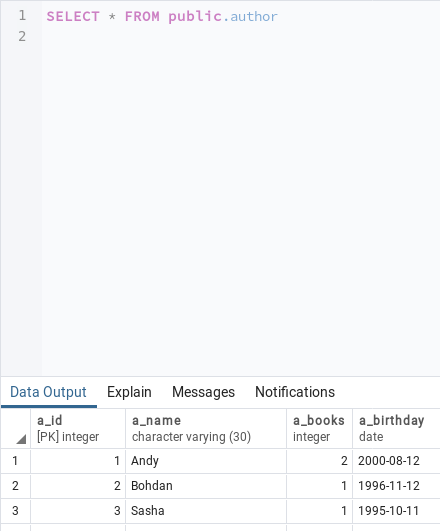 1 SELECT * FROM public.author
2
Data Output Explain Messages Notifications
a_id a_name a_books a_birthday
[PK] integer character varying (30) integer date
1 1 Andy 2 2000-08-12
2 2 Bohdan 1 1996-11-12
3 3 Sasha 1 1995-10-11